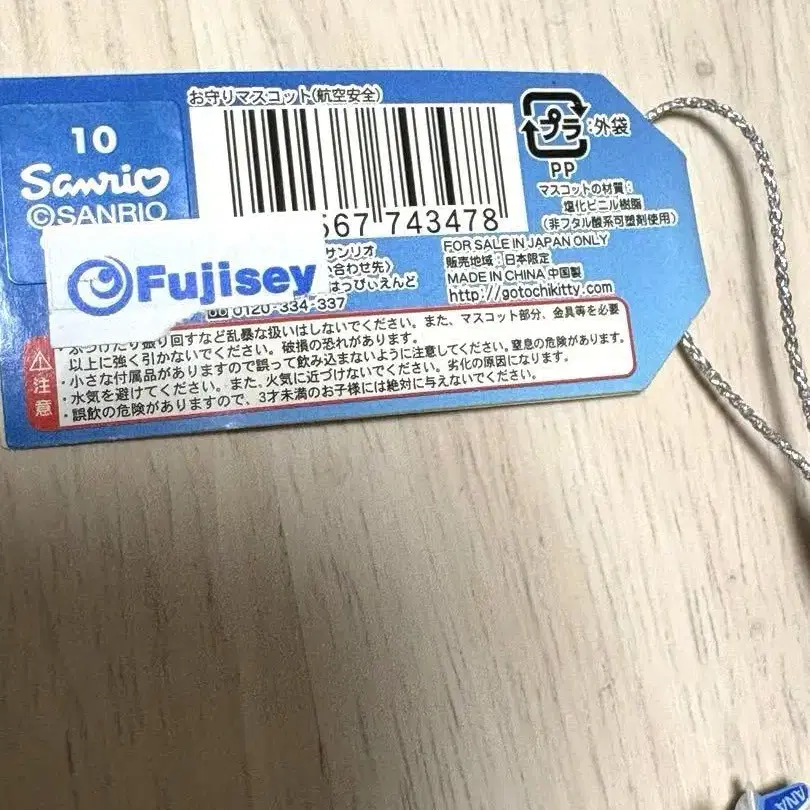 お守りマスコット(航空安全)
10
Sanrio
©SANRIO
567 743478
プラ
:外袋
PP
マスコットの材質:
塩化ビニル樹脂
(非フタル酸系可塑剤使用)
Fujisey
サンリオ
い合わせ先)
はつぴいえんど
0120-334-337
FOR SALE IN JAPAN ONLY
販売地域:日本限定
MADE IN CHINA 中国製
http://gotochikitty.com
注意
・ぶつけたり振り回すなど乱暴な扱いはしないでください。また、マスコット部分、金具等を必要
以上に強く引かないでください。破損の恐れがあります。
・小さな付属品がありますので誤って飲み込まないように注意してください。窒息の危険があります。
・水気を避けてください。また、火気に近づけないでください。劣化の原因になります。
・誤飲の危険がありますので、3才未満のお子様には絶対に与えないでください。
ANA